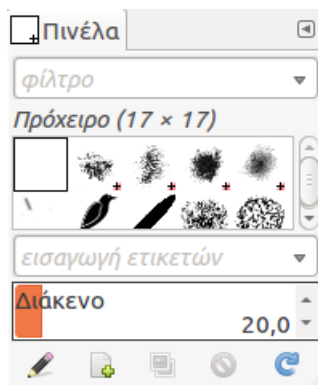 Πινέλα
φίλτρο
Πρόχειρο (17 × 17)
εισαγωγή ετικετών
Διάκενο
20,0